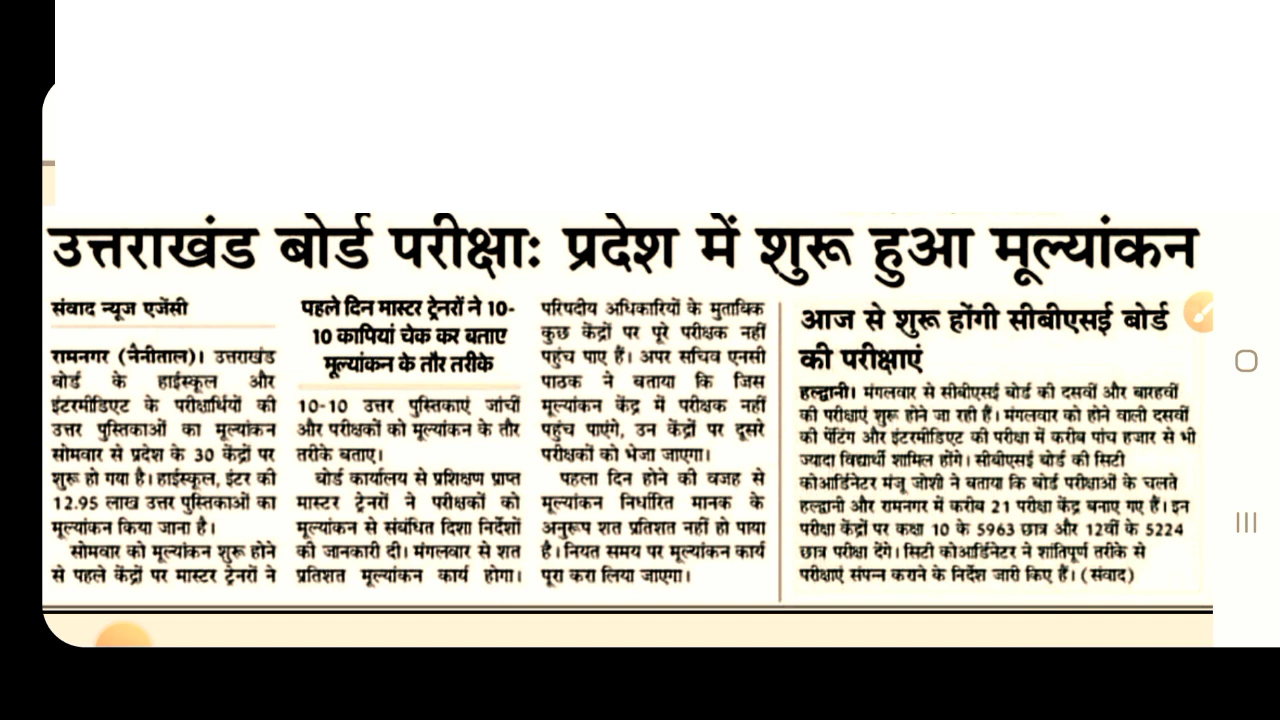 उत्तराखंड बोर्ड परीक्षाः प्रदेश में शुरू हुआ मूल्यांकन
संवाद न्यूज एजेंसी
रामनगर (नैनीताल)। उत्तराखंड
बोर्ड के हाईस्कूल और
इंटरमीडिएट के परीक्षार्थियों की
उत्तर पुस्तिकाओं का मूल्यांकन
सोमवार से प्रदेश के 30 केंद्रों पर
शुरू हो गया है। हाईस्कूल, इंटर की
12.95 लाख उत्तर पुस्तिकाओं का
मूल्यांकन किया जाना है।
सोमवार को मूल्यांकन शुरू होने
से पहले केंद्रों पर मास्टर ट्रेनरों ने
पहले दिन मास्टर ट्रेनरों ने 10-
10 कापियां चेक कर बताए
मूल्यांकन के तौर तरीके
10-10 उत्तर पुस्तिकाएं जांचीं
और परीक्षकों को मूल्यांकन के तौर
तरीके बताए।
बोर्ड कार्यालय से प्रशिक्षण प्राप्त
मास्टर ट्रेनरों ने परीक्षकों को
मूल्यांकन से संबंधित दिशा निर्देशों
की जानकारी दी। मंगलवार से शत
प्रतिशत मूल्यांकन कार्य होगा।
परिषदीय अधिकारियों के मुताबिक
कुछ केंद्रों पर पूरे परीक्षक नहीं
पहुंच पाए हैं। अपर सचिव एनसी
पाठक ने बताया कि जिस
मूल्यांकन केंद्र में परीक्षक नहीं
पहुंच पाएंगे, उन केंद्रों पर दूसरे
परीक्षकों को भेजा जाएगा।
पहला दिन होने की वजह से
मूल्यांकन निर्धारित मानक के
अनुरूप शत प्रतिशत नहीं हो पाया
है। नियत समय पर मूल्यांकन कार्य
पूरा करा लिया जाएगा।
आज से शुरू होंगी सीबीएसई बोर्ड
की परीक्षाएं
हल्द्वानी। मंगलवार से सीबीएसई बोर्ड की दसवीं और बारहवीं
की परीक्षाएं शुरू होने जा रही हैं। मंगलवार को होने वाली दसवीं
की पेंटिंग और इंटरमीडिएट की परीक्षा में करीब पांच हजार से भी
ज्यादा विद्यार्थी शामिल होंगे। सीबीएसई बोर्ड की सिटी
कोआर्डिनेटर मंजू जोशी ने बताया कि बोर्ड परीक्षाओं के चलते
हल्द्वानी और रामनगर में करीब 21 परीक्षा केंद्र बनाए गए हैं। इन
परीक्षा केंद्रों पर कक्षा 10 के 5963 छात्र और 12वीं के 5224
छात्र परीक्षा देंगे। सिटी कोआर्डिनेटर ने शांतिपूर्ण तरीके से
परीक्षाएं संपन्न कराने के निर्देश जारी किए हैं। (संवाद)